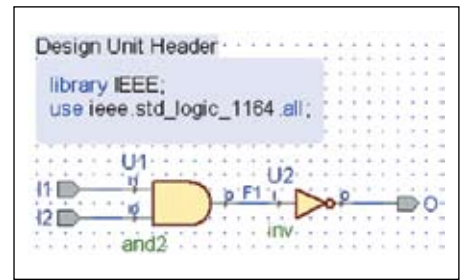 Design Unit Header
library IEEE;
use ieee.std_logic_1164.all;
U1
I1
I2
and2
F1
U2
inv
O